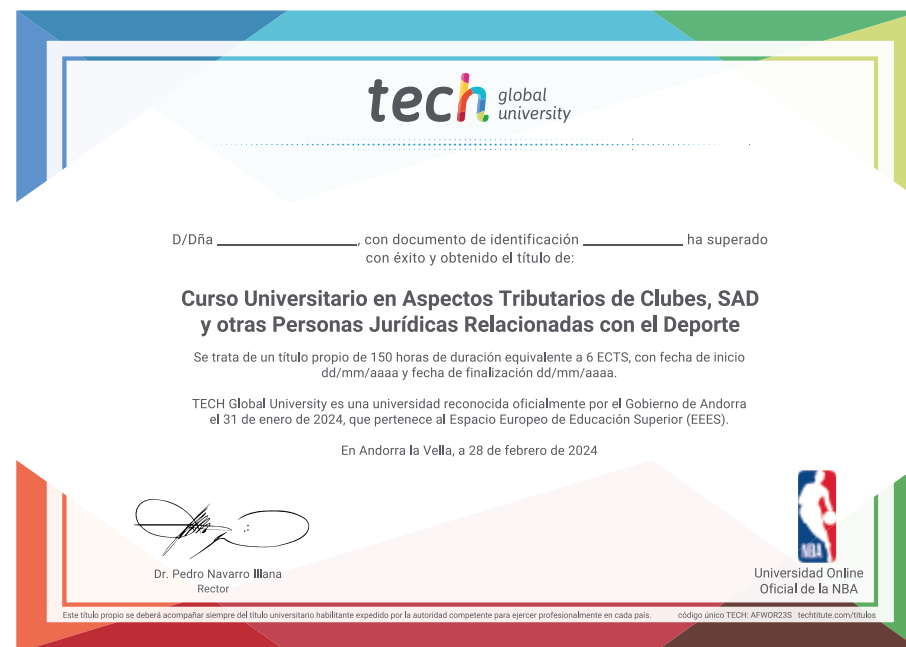 tech global university
D/Dña ____________________, con documento de identificación ______________ ha superado
con éxito y obtenido el título de:
Curso Universitario en Aspectos Tributarios de Clubes, SAD
y otras Personas Jurídicas Relacionadas con el Deporte
Se trata de un título propio de 150 horas de duración equivalente a 6 ECTS, con fecha de inicio
dd/mm/aaaa y fecha de finalización dd/mm/aaaa.
TECH Global University es una universidad reconocida oficialmente por el Gobierno de Andorra
el 31 de enero de 2024, que pertenece al Espacio Europeo de Educación Superior (EEES).
En Andorra la Vella, a 28 de febrero de 2024
NBA
Dr. Pedro Navarro Illana
Rector
Universidad Online
Oficial de la NBA
Este título propio se deberá acompañar siempre del título universitario habilitante expedido por la autoridad competente para ejercer profesionalmente en cada país.
código único TECH: AFWOR23S techtitute.com/titulos